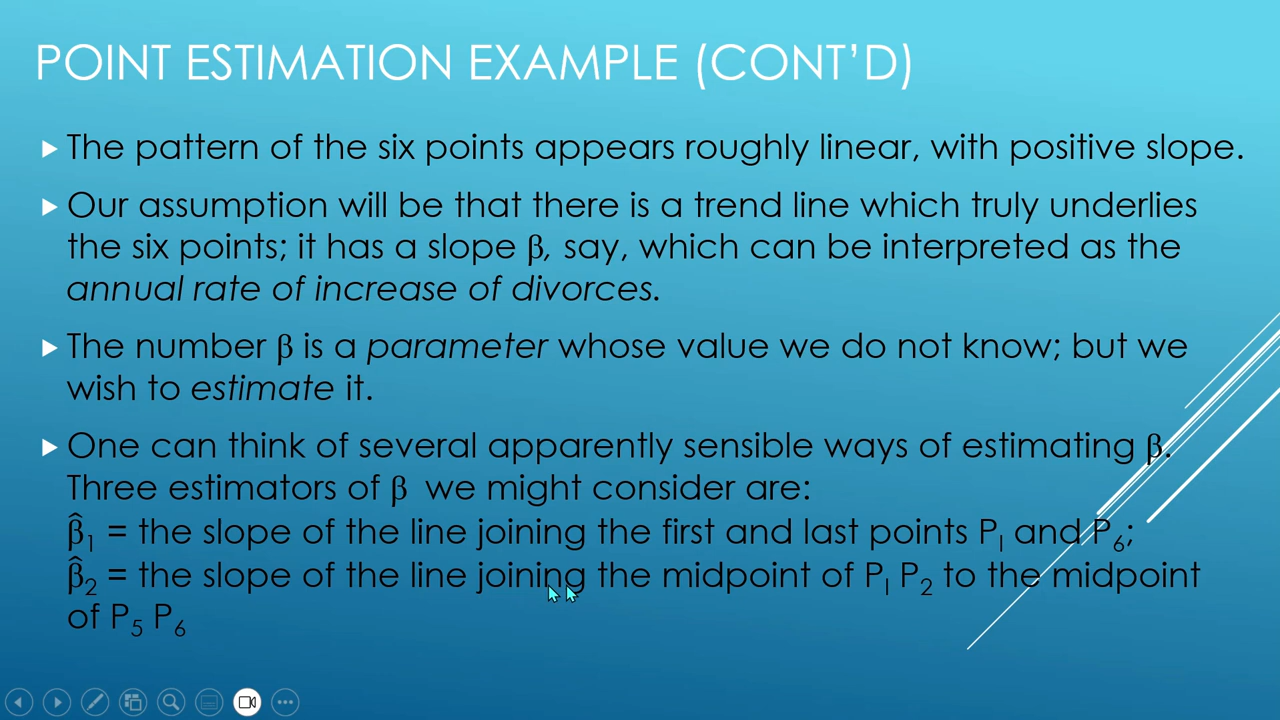 POINT ESTIMATION EXAMPLE (CONT’D)
The pattern of the six points appears roughly linear, with positive slope.
Our assumption will be that there is a trend line which truly underlies
the six points; it has a slope β, say, which can be interpreted as the
annual rate of increase of divorces.
The number β is a parameter whose value we do not know; but we
wish to estimate it.
One can think of several apparently sensible ways of estimating β.
Three estimators of β we might consider are:
β̂₁ = the slope of the line joining the first and last points Pₗ and P₆;
β̂₂ = the slope of the line joining the midpoint of Pₗ P₂ to the midpoint
of P₅ P₆